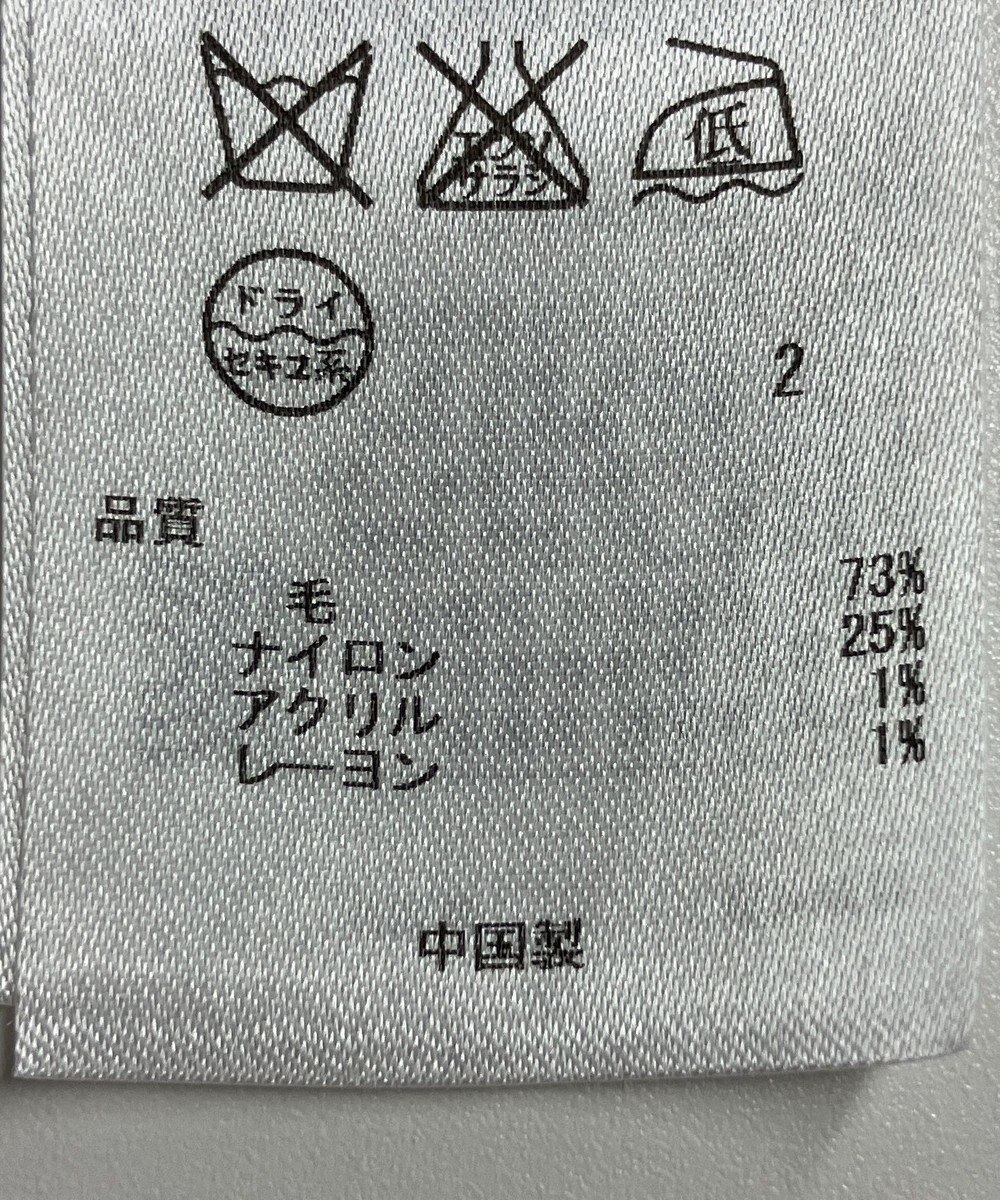 エンソ
サラシ
低
ドライ
セキユ系
2
品質
毛 73%
ナイロン 25%
アクリル 1%
レーヨン 1%
中国製